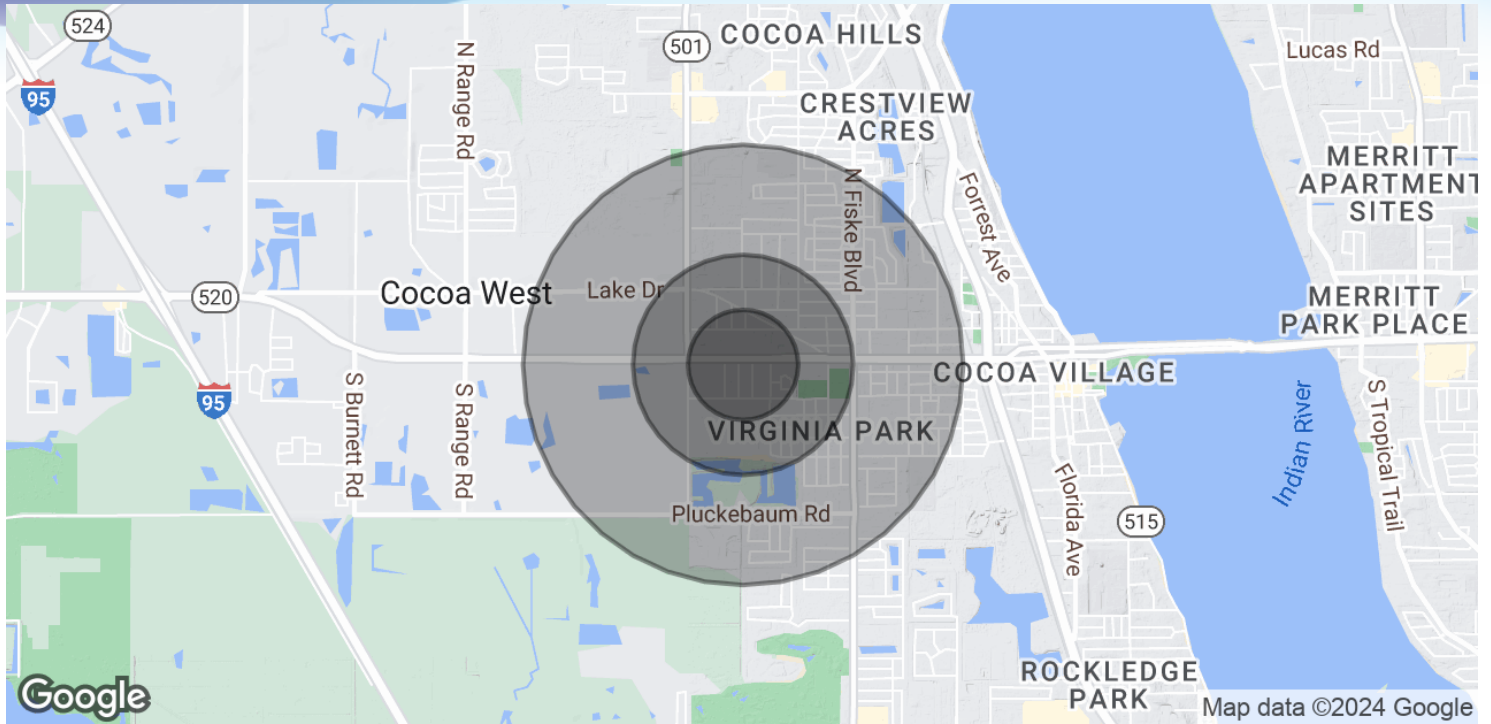 524
95
N Range Rd
501
COCOA HILLS
Lucas Rd
CRESTVIEW
ACRES
MERRITT
APARTMENT
SITES
N Fiske Blvd
Forrest Ave
520
Cocoa West
Lake Dr
MERRITT
PARK PLACE
95
S Burnett Rd
S Range Rd
COCOA VILLAGE
VIRGINIA PARK
Indian River
S Tropical Trail
Pluckebaum Rd
Florida Ave
515
ROCKLEDGE
PARK
Google
Map data ©2024 Google